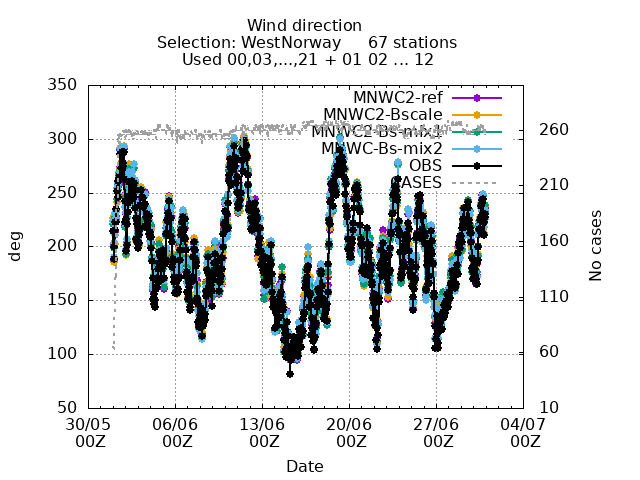 Wind direction
Selection: WestNorway 67 stations
Used 00,03,...,21 + 01 02 ... 12
350
300
250
200
150
100
50
deg
260
210
160
110
60
10
No cases
MNWC2-ref
MNWC2-Bscale
MNWC2-Bs-mix1
MNWC-Bs-mix2
OBS
CASES
30/05 06/06 13/06 20/06 27/06 04/07
00Z 00Z 00Z 00Z 00Z 00Z
Date